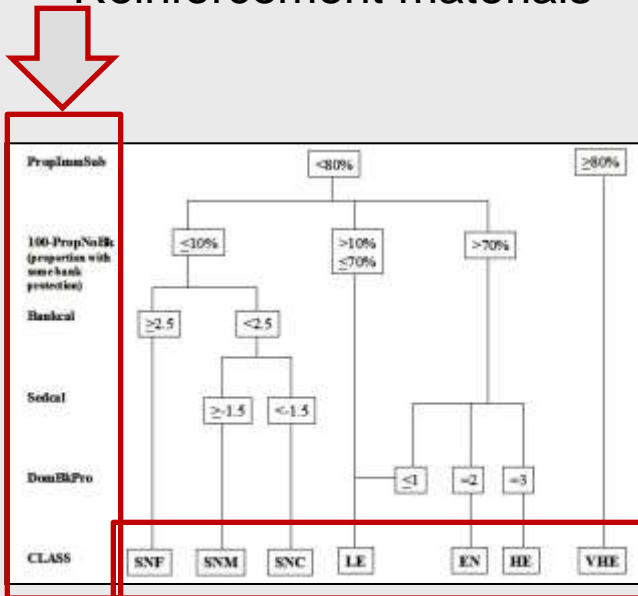 Reinforcement materials
PropImmSub <80% ≥80%
100-PropNoBk ≤10% >10% >70%
(proportion with ≤70%
some bank
protection)
Bankcal ≥2.5 <2.5
Sedcal ≥-1.5 <-1.5
DomBkPro ≤1 =2 =3
CLASS SNF SNM SNC LE EN HE VHE